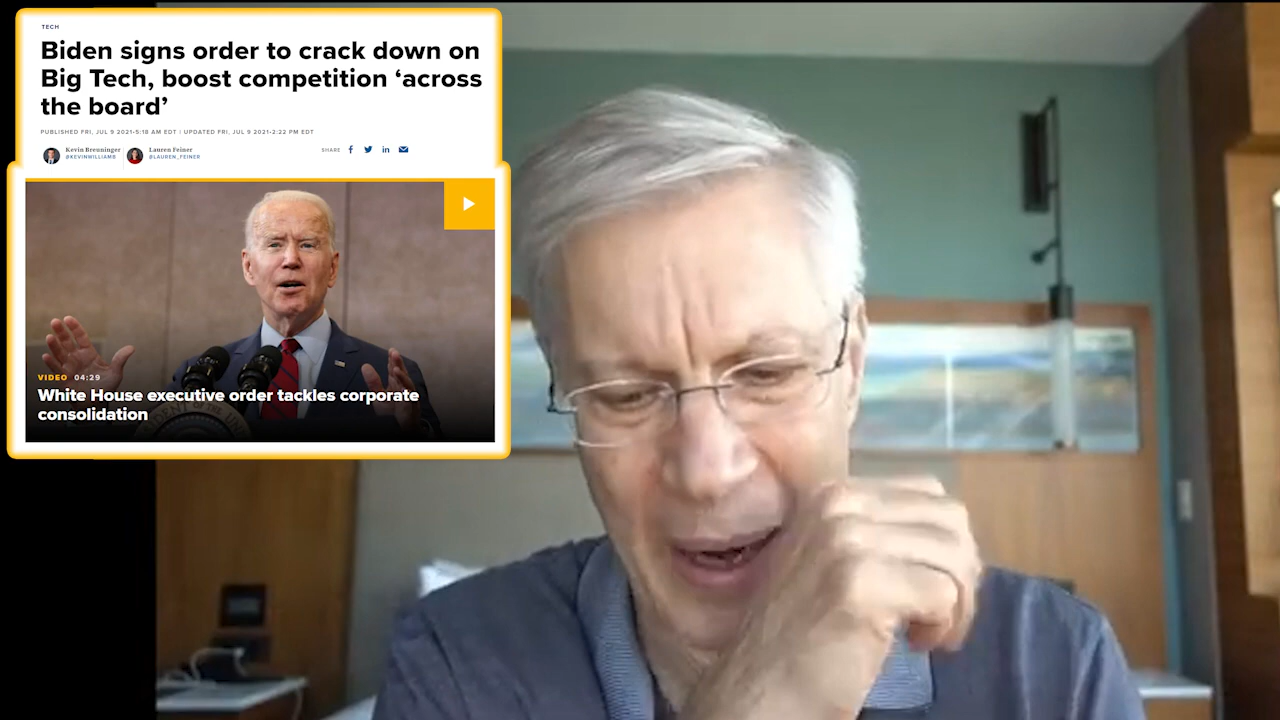 TECH
Biden signs order to crack down on
Big Tech, boost competition ‘across
the board’
PUBLISHED FRI, JUL 9 2021•5:18 AM EDT | UPDATED FRI, JUL 9 2021•2:22 PM EDT
Kevin Breuninger
@KEVINWILLIAMB
Lauren Feiner
@LAUREN_FEINER
SHARE
VIDEO 04:29
White House executive order tackles corporate
consolidation